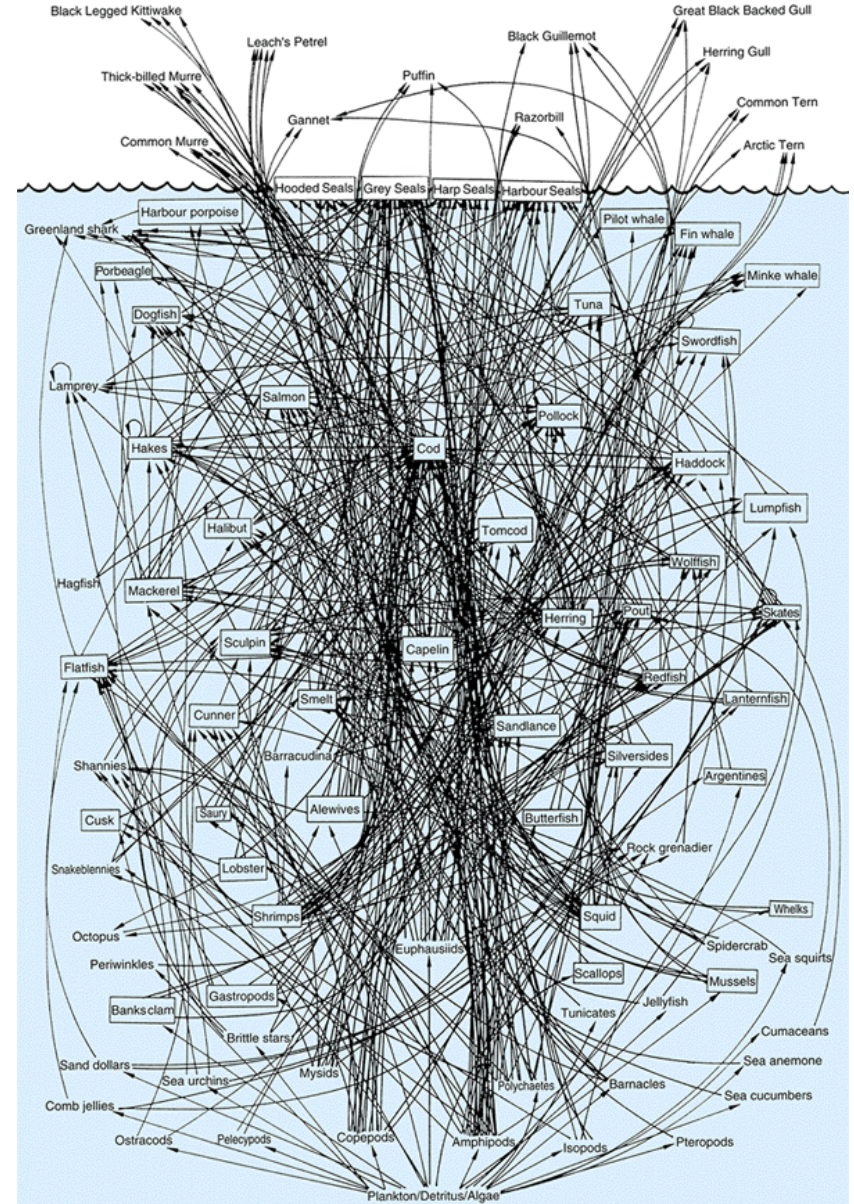 Black Legged Kittiwake
Great Black Backed Gull
Leach's Petrel
Black Guillemot
Herring Gull
Thick-billed Murre
Puffin
Common Tern
Gannet
Razorbill
Common Murre
Arctic Tern
Hooded Seals
Grey Seals
Harp Seals
Harbour Seals
Harbour porpoise
Pilot whale
Greenland shark
Fin whale
Porbeagle
Minke whale
Tuna
Dogfish
Swordfish
Lamprey
Salmon
Pollock
Hakes
Cod
Haddock
Lumpfish
Halibut
Tomcod
Wolffish
Hagfish
Mackerel
Herring
Pout
Skates
Sculpin
Capelin
Flatfish
Redfish
Smelt
Lanternfish
Cunner
Sandlance
Barracudina
Silversides
Shannies
Argentines
Saury
Alewives
Butterfish
Cusk
Rock grenadier
Snakeblennies
Lobster
Shrimps
Squid
Whelks
Octopus
Euphausiids
Spidercrab
Sea squirts
Periwinkles
Scallops
Mussels
Gastropods
Jellyfish
Banksclam
Tunicates
Brittle stars
Cumaceans
Sand dollars
Mysids
Sea anemone
Sea urchins
Polychaetes
Barnacles
Sea cucumbers
Comb jellies
Ostracods
Pelecypods
Copepods
Amphipods
Isopods
Pteropods
Plankton/Detritus/Algae